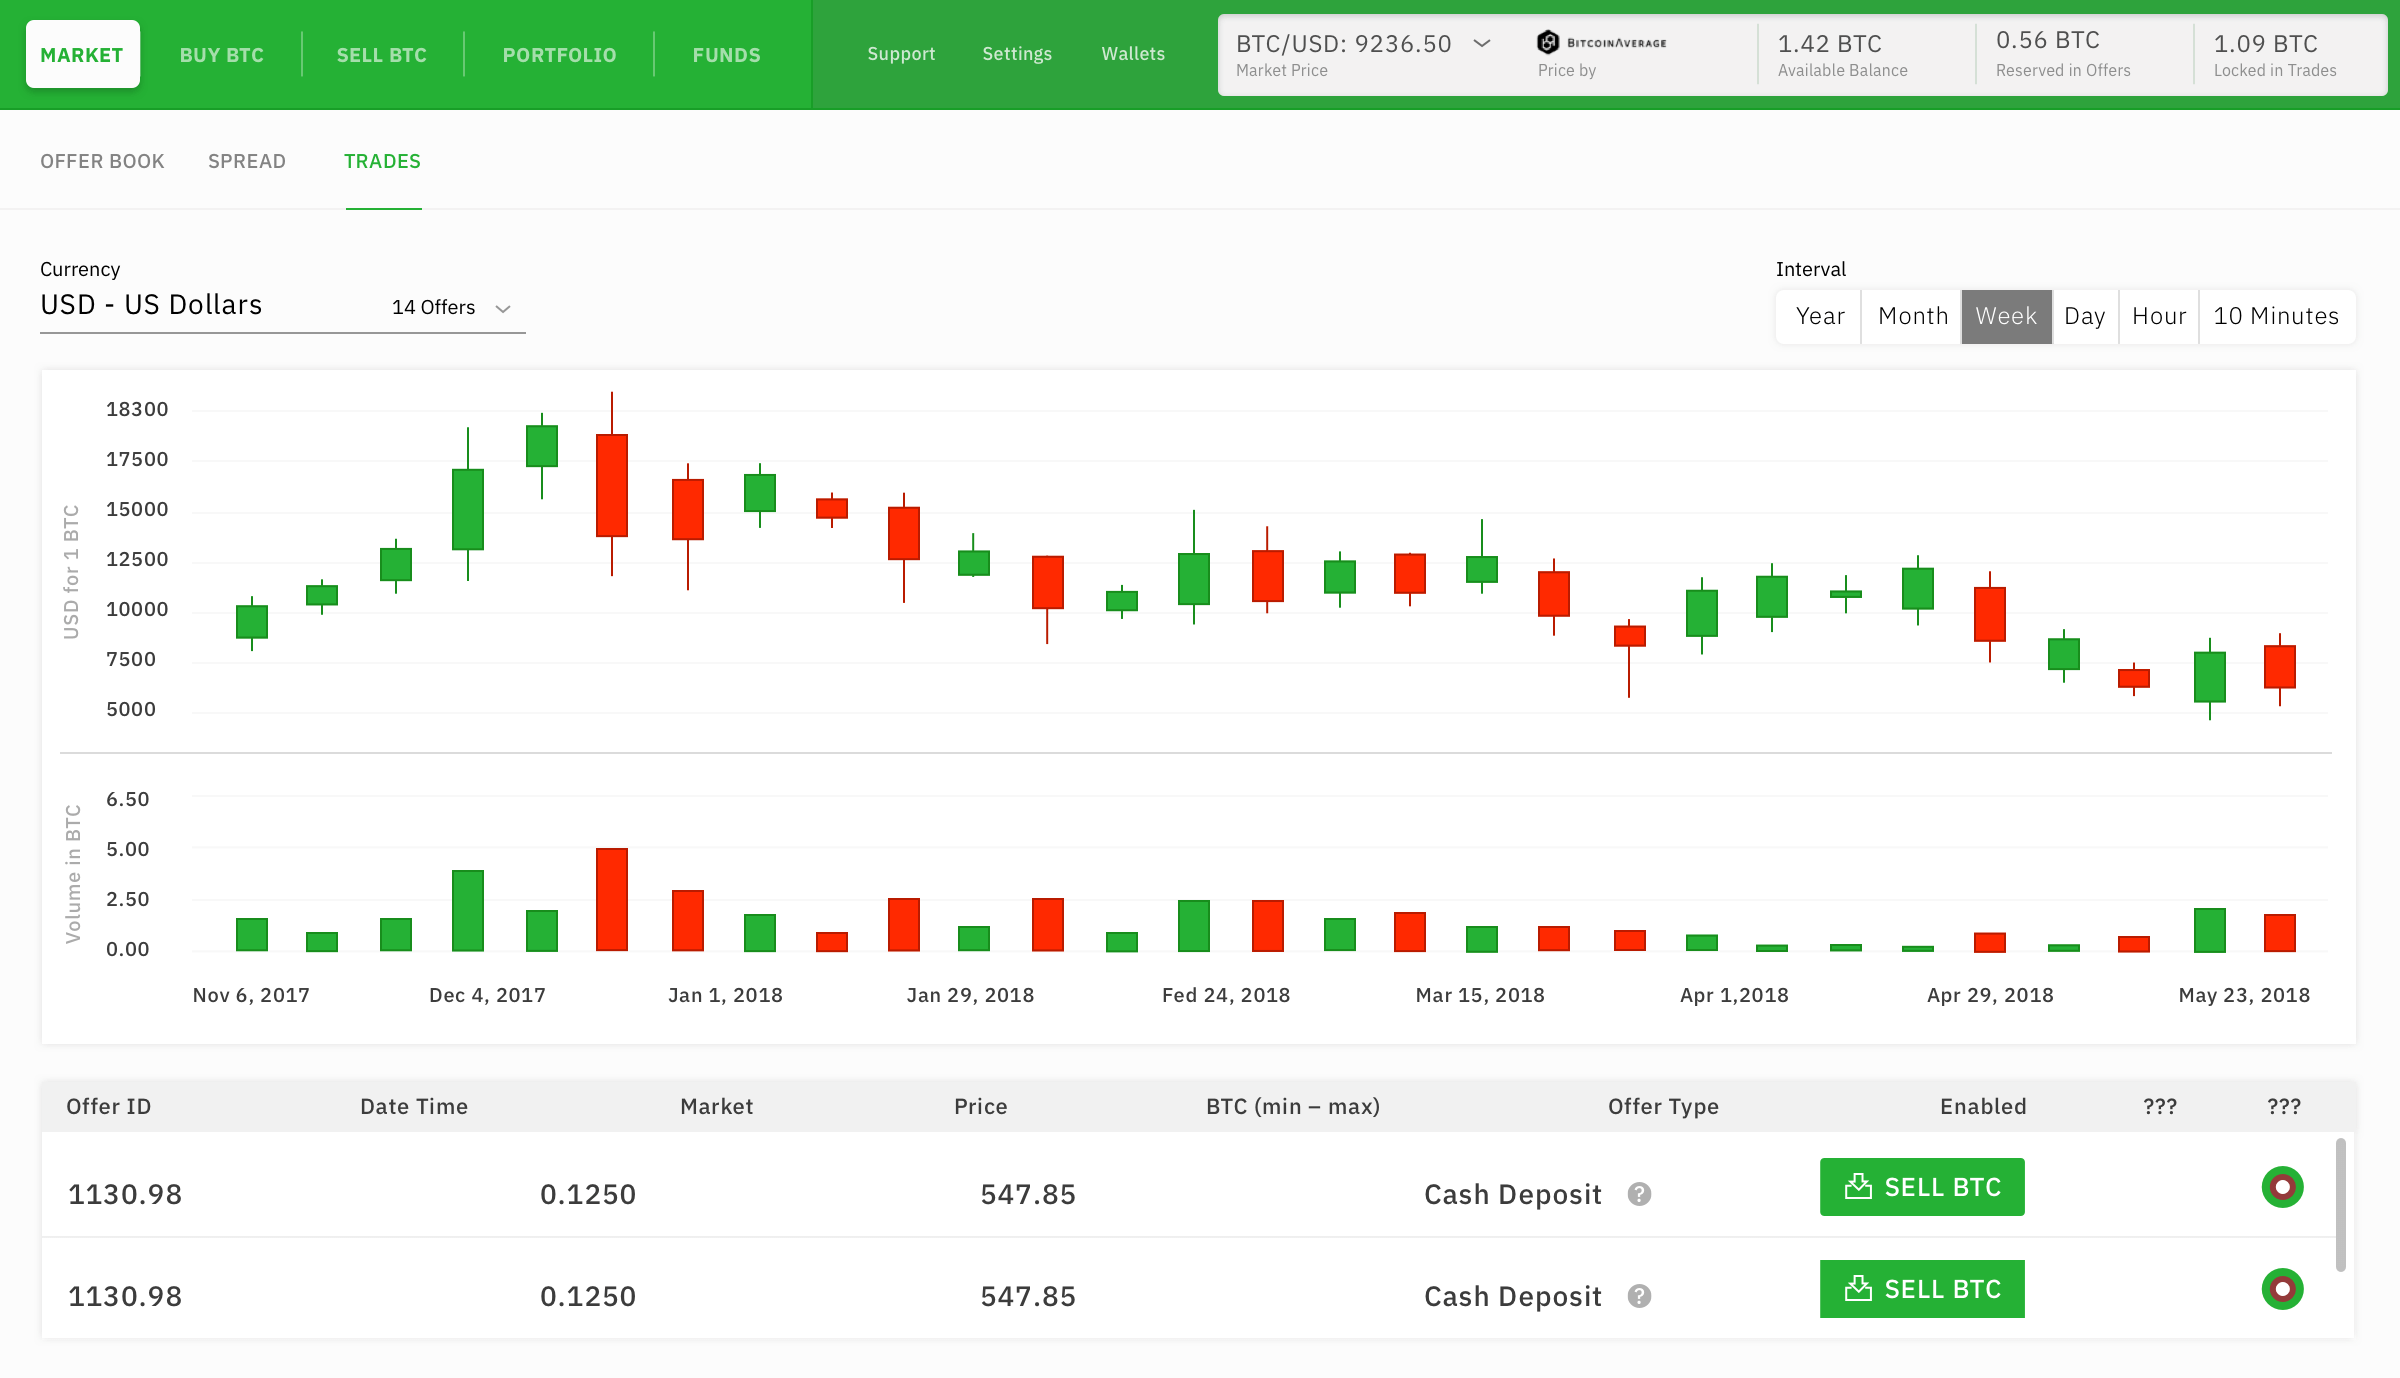 MARKET
BUY BTC
SELL BTC
PORTFOLIO
FUNDS
Support
Settings
Wallets
BTC/USD: 9236.50
Market Price
BITCOINAVERAGE
Price by
1.42 BTC
Available Balance
0.56 BTC
Reserved in Offers
1.09 BTC
Locked in Trades
OFFER BOOK
SPREAD
TRADES
Currency
USD - US Dollars
14 Offers
Interval
Year
Month
Week
Day
Hour
10 Minutes
USD for 1 BTC
18300
17500
15000
12500
10000
7500
5000
Volume in BTC
6.50
5.00
2.50
0.00
Nov 6, 2017
Dec 4, 2017
Jan 1, 2018
Jan 29, 2018
Fed 24, 2018
Mar 15, 2018
Apr 1,2018
Apr 29, 2018
May 23, 2018
Offer ID
Date Time
Market
Price
BTC (min – max)
Offer Type
Enabled
???
???
1130.98
0.1250
547.85
Cash Deposit
?
SELL BTC
1130.98
0.1250
547.85
Cash Deposit
?
SELL BTC